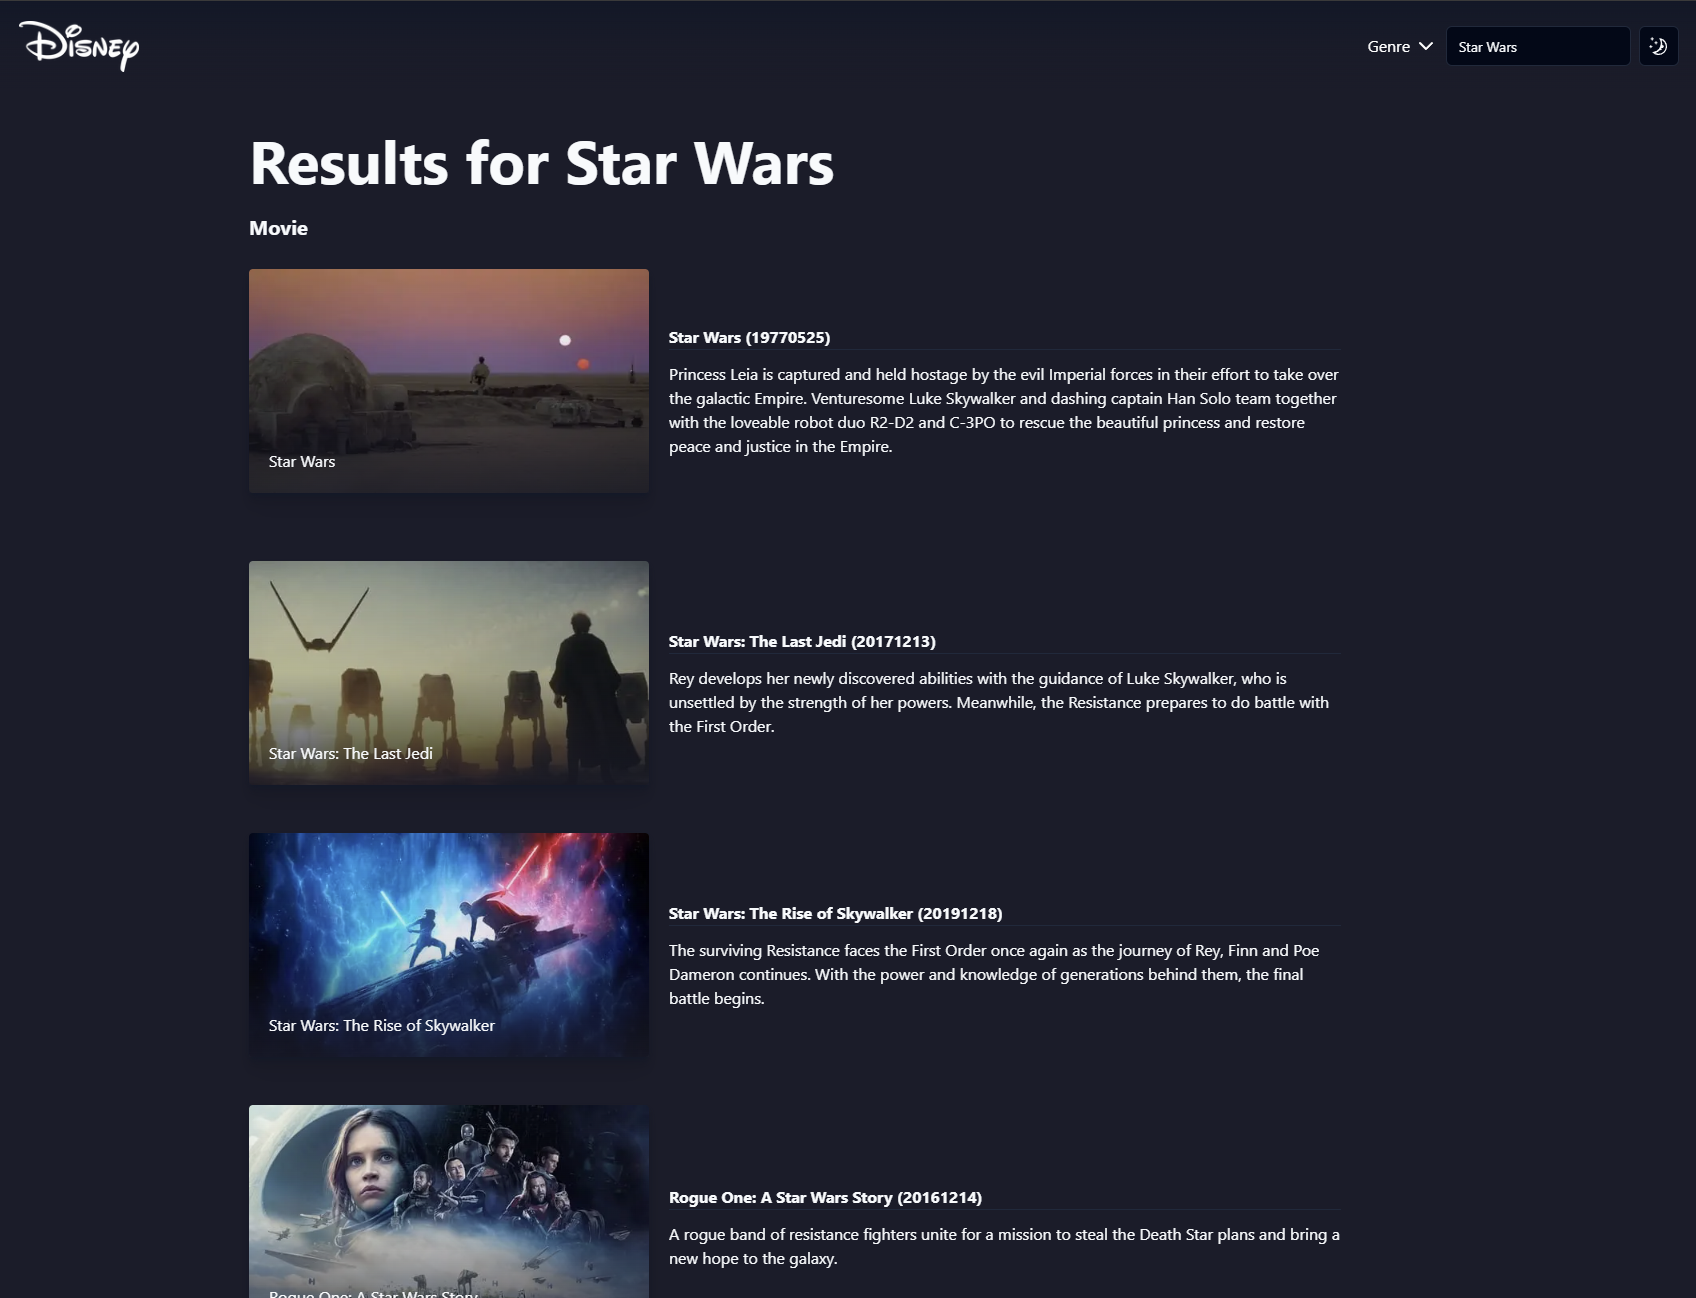 Disney
Genre
Star Wars
Results for Star Wars
Movie
Star Wars
Star Wars (19770525)
Princess Leia is captured and held hostage by the evil Imperial forces in their effort to take over
the galactic Empire. Venturesome Luke Skywalker and dashing captain Han Solo team together
with the loveable robot duo R2-D2 and C-3PO to rescue the beautiful princess and restore
peace and justice in the Empire.
Star Wars: The Last Jedi
Star Wars: The Last Jedi (20171213)
Rey develops her newly discovered abilities with the guidance of Luke Skywalker, who is
unsettled by the strength of her powers. Meanwhile, the Resistance prepares to do battle with
the First Order.
Star Wars: The Rise of Skywalker
Star Wars: The Rise of Skywalker (20191218)
The surviving Resistance faces the First Order once again as the journey of Rey, Finn and Poe
Dameron continues. With the power and knowledge of generations behind them, the final
battle begins.
Rogue One: A Star Wars Story
Rogue One: A Star Wars Story (20161214)
A rogue band of resistance fighters unite for a mission to steal the Death Star plans and bring a
new hope to the galaxy.